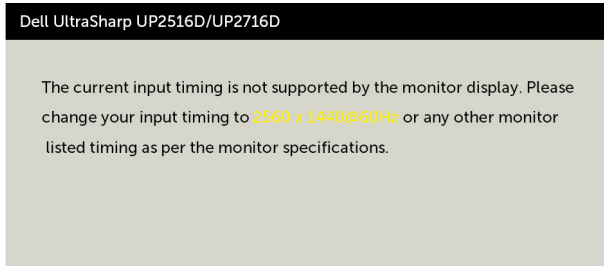 Dell UltraSharp UP2516D/UP2716D
The current input timing is not supported by the monitor display. Please
change your input timing to 2560 x 1440@60Hz or any other monitor
listed timing as per the monitor specifications.